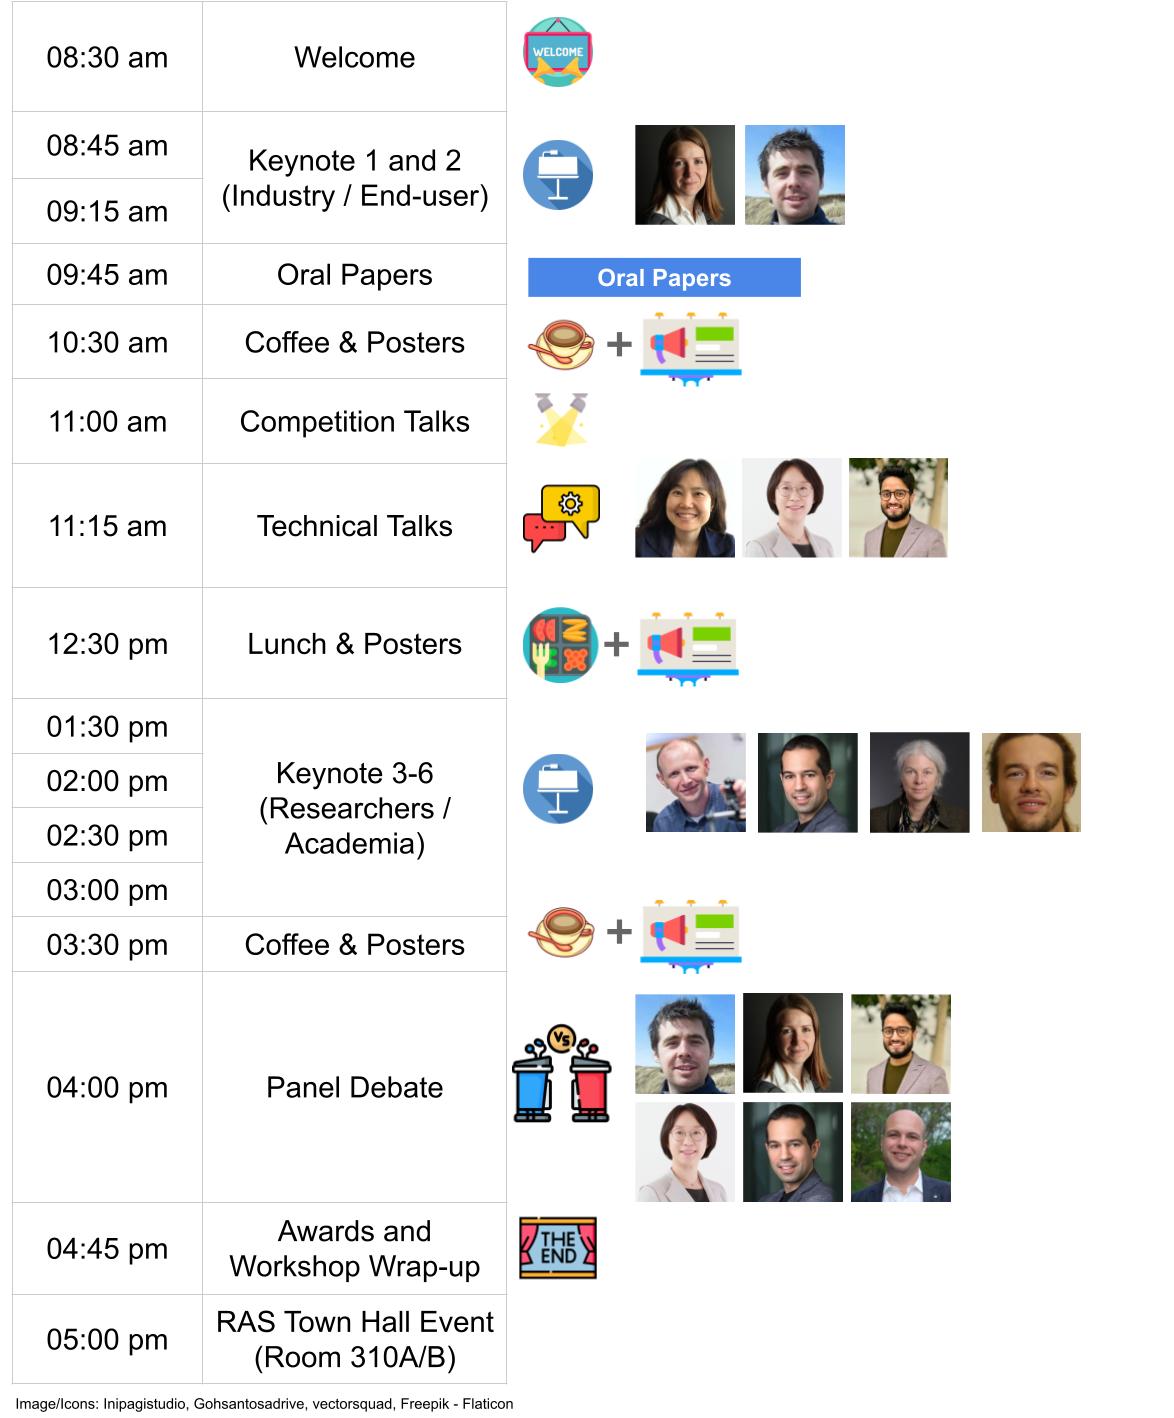 08:30 am
Welcome
WELCOME
08:45 am
09:15 am
Keynote 1 and 2
(Industry / End-user)
09:45 am
Oral Papers
Oral Papers
10:30 am
Coffee & Posters
+
11:00 am
Competition Talks
11:15 am
Technical Talks
12:30 pm
Lunch & Posters
+
01:30 pm
02:00 pm
02:30 pm
03:00 pm
Keynote 3-6
(Researchers /
Academia)
03:30 pm
Coffee & Posters
+
04:00 pm
Panel Debate
VS
04:45 pm
Awards and
Workshop Wrap-up
THE
END
05:00 pm
RAS Town Hall Event
(Room 310A/B)
Image/Icons: Inipagistudio, Gohsantosadrive, vectorsquad, Freepik - Flaticon